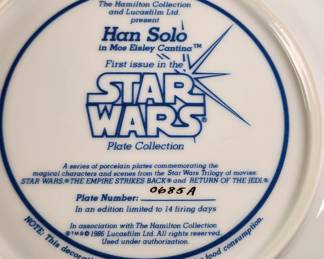 The Hamilton Collection
and Lucasfilm Ltd.
present
Han Solo
in Mos Eisley Cantina™
First issue in the
STAR
WARS®
Plate Collection
A series of porcelain plates commemorating the
magical characters and scenes from the Star Wars Trilogy of movies:
STAR WARS,® THE EMPIRE STRIKES BACK® and RETURN OF THE JEDI.®
Plate Number: 0685A
In an edition limited to 14 firing days
In association with The Hamilton Collection
®™© 1986 Lucasfilm Ltd. All rights reserved.
Used under authorization.
NOTE: This decorati
food consumption.